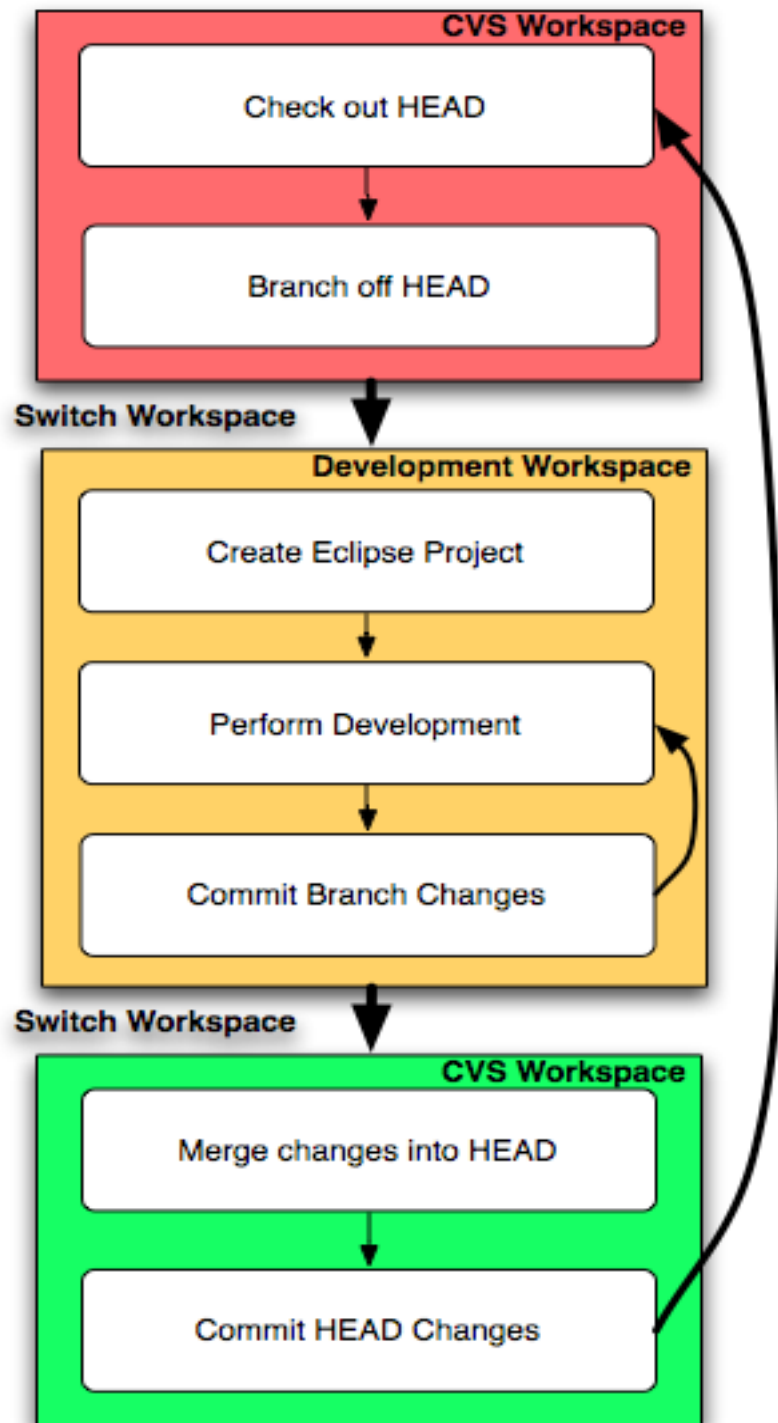 CVS Workspace
Check out HEAD
Branch off HEAD
Switch Workspace
Development Workspace
Create Eclipse Project
Perform Development
Commit Branch Changes
Switch Workspace
CVS Workspace
Merge changes into HEAD
Commit HEAD Changes